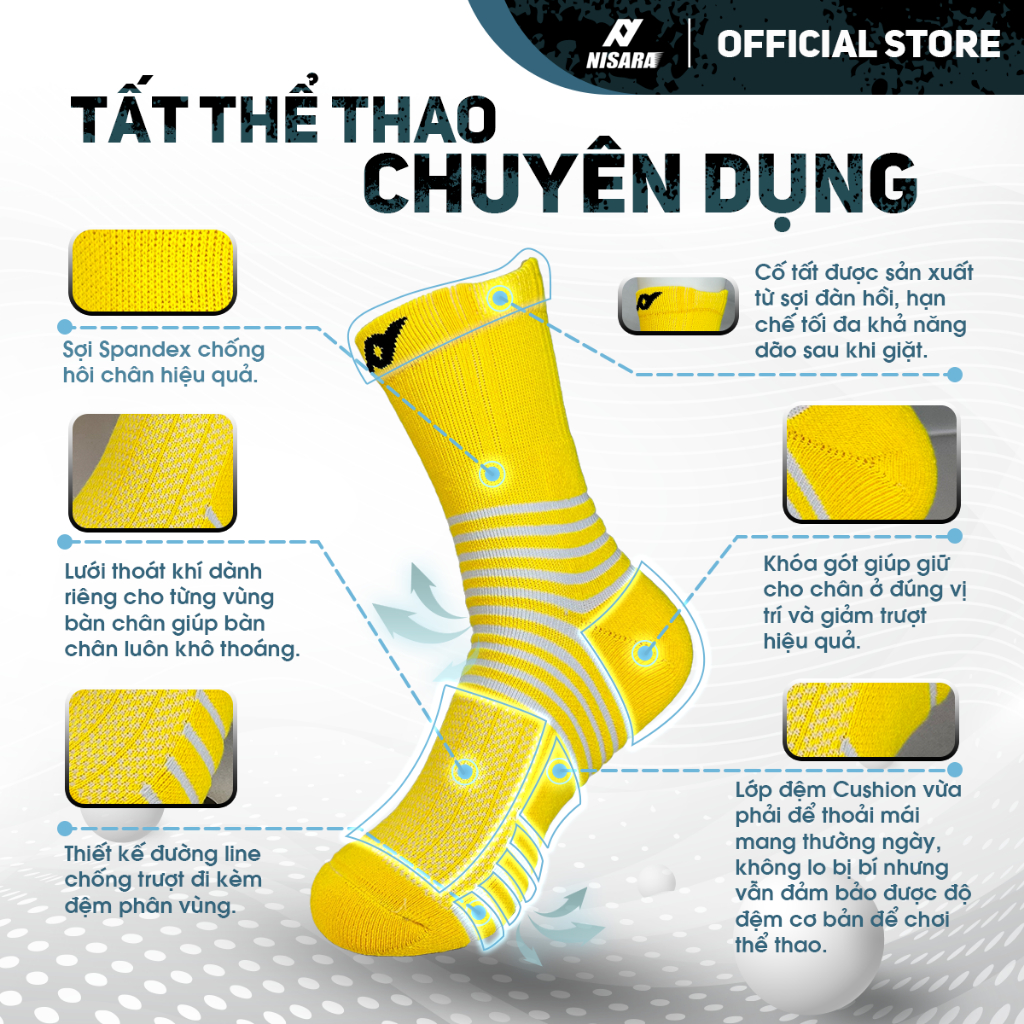 NISARA
OFFICIAL STORE
TẤT THỂ THAO
CHUYÊN DỤNG
Sợi Spandex chống
hôi chân hiệu quả.
Cố tất được sản xuất
từ sợi đàn hồi, hạn
chế tối đa khả năng
dão sau khi giặt.
Lưới thoát khí dành
riêng cho từng vùng
bàn chân giúp bàn
chân luôn khô thoáng.
Khóa gót giúp giữ
cho chân ở đúng vị
trí và giảm trượt
hiệu quả.
Thiết kế đường line
chống trượt đi kèm
đệm phân vùng.
Lớp đệm Cushion vừa
phải để thoải mái
mang thường ngày,
không lo bị bí nhưng
vẫn đảm bảo được độ
đệm cơ bản để chơi
thể thao.